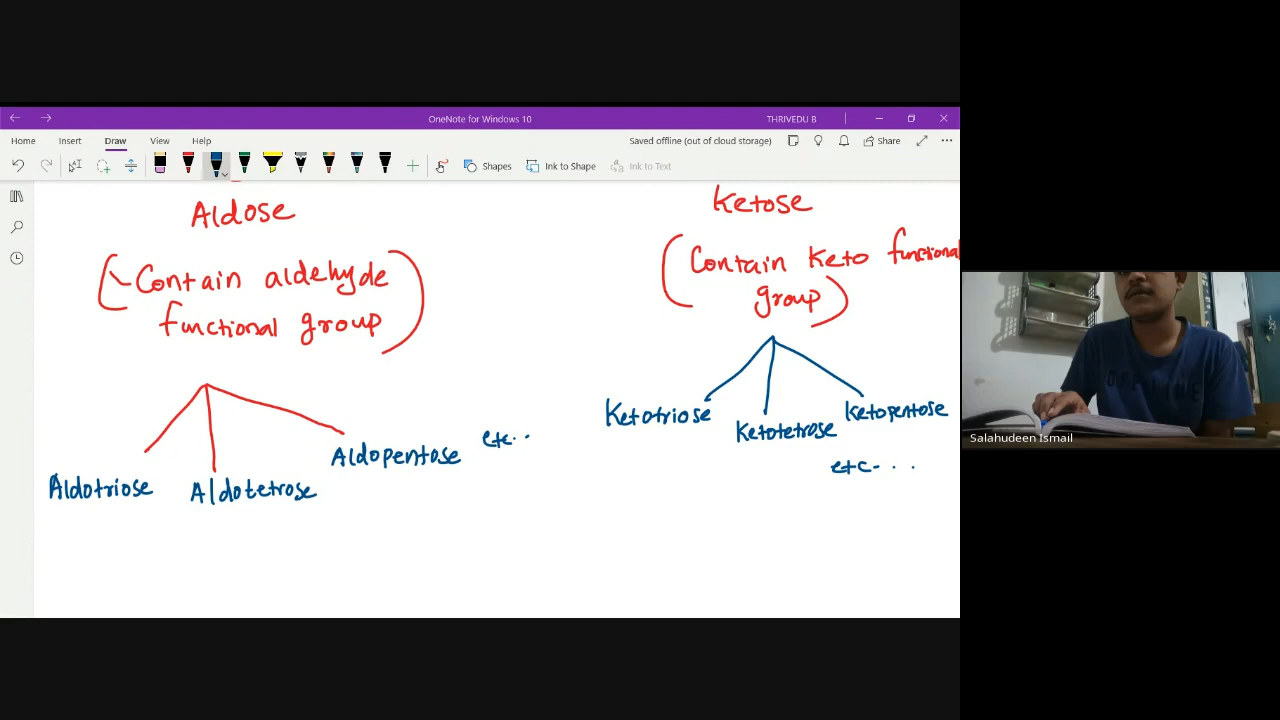 OneNote for Windows 10
THRIVEDU B
Home Insert Draw View Help
Saved offline (out of cloud storage)
Share
Shapes
Ink to Shape
Ink to Text
Aldose
(Contain aldehyde
functional group)
Aldotriose
Aldotetrose
Aldopentose
etc..
Ketose
(Contain Keto functional
group)
Ketotriose
Ketotetrose
Ketopentose
etc....
Salahudeen Ismail